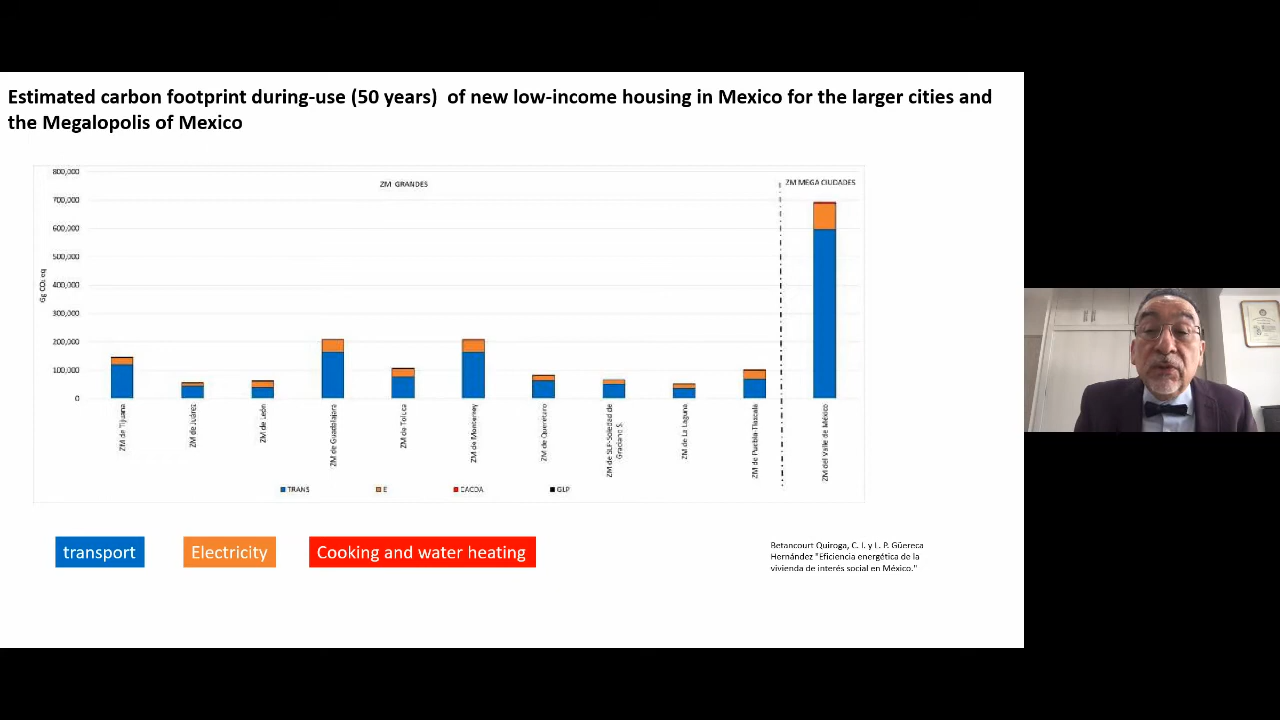 Estimated carbon footprint during-use (50 years)  of new low-income housing in Mexico for the larger cities and
the Megalopolis of Mexico
800,000
700,000
600,000
500,000
400,000
300,000
200,000
100,000
0
Gg CO₂ eq
ZM GRANDES
ZM MEGA CIUDADES
ZM de Tijuana
ZM de Juárez
ZM de León
ZM de Guadalajara
ZM de Toluca
ZM de Monterrey
ZM de Querétaro
ZM de SLP-Soledad de
Graciano S.
ZM de La Laguna
ZM de Puebla-Tlaxcala
ZM del Valle de México
TRANS
E
CACOA
GLP
transport
Electricity
Cooking and water heating
Betancourt Quiroga, C. I. y L. P. Güereca
Hernández "Eficiencia energética de la
vivienda de interés social en México."